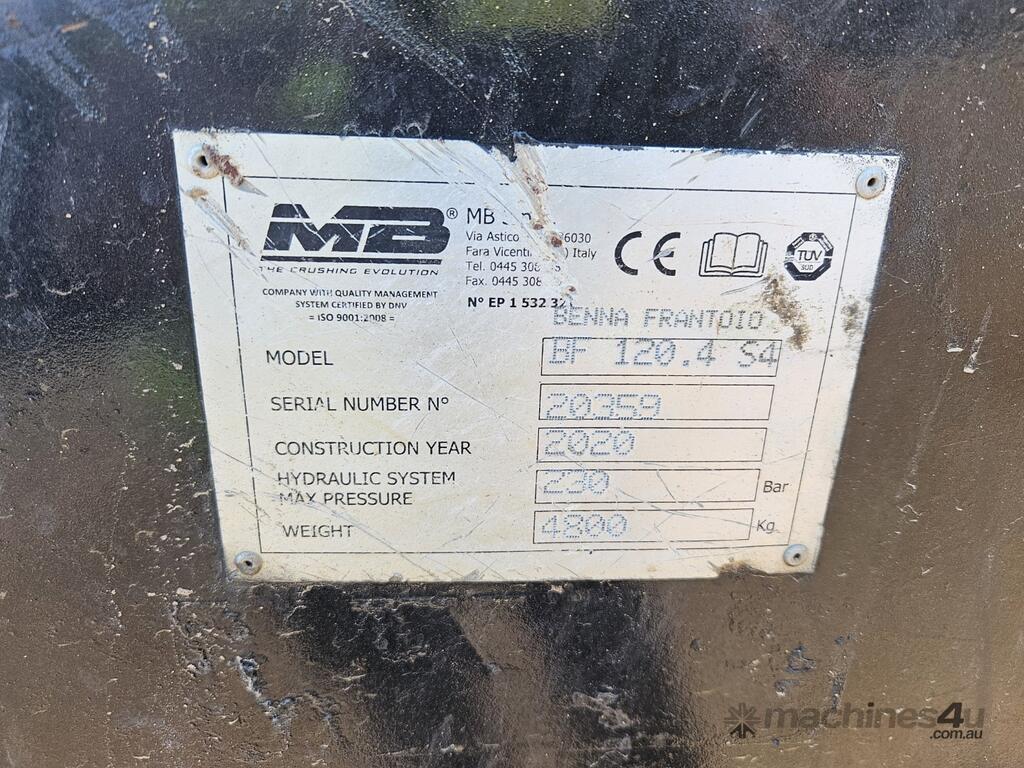 MB®
THE CRUSHING EVOLUTION
COMPANY WITH QUALITY MANAGEMENT
SYSTEM CERTIFIED BY DNV
= ISO 9001:2008 =
MB
Via Astico 36030
Fara Vicenti ) Italy
Tel. 0445 308
Fax. 0445 308
N° EP 1 532 32
CE
TÜV
SÜD
BENNA FRANTOIO
MODEL BF 120.4 S4
SERIAL NUMBER N° 20359
CONSTRUCTION YEAR 2020
HYDRAULIC SYSTEM
MAX PRESSURE 230 Bar
WEIGHT 4800 Kg
machines4u
.com.au